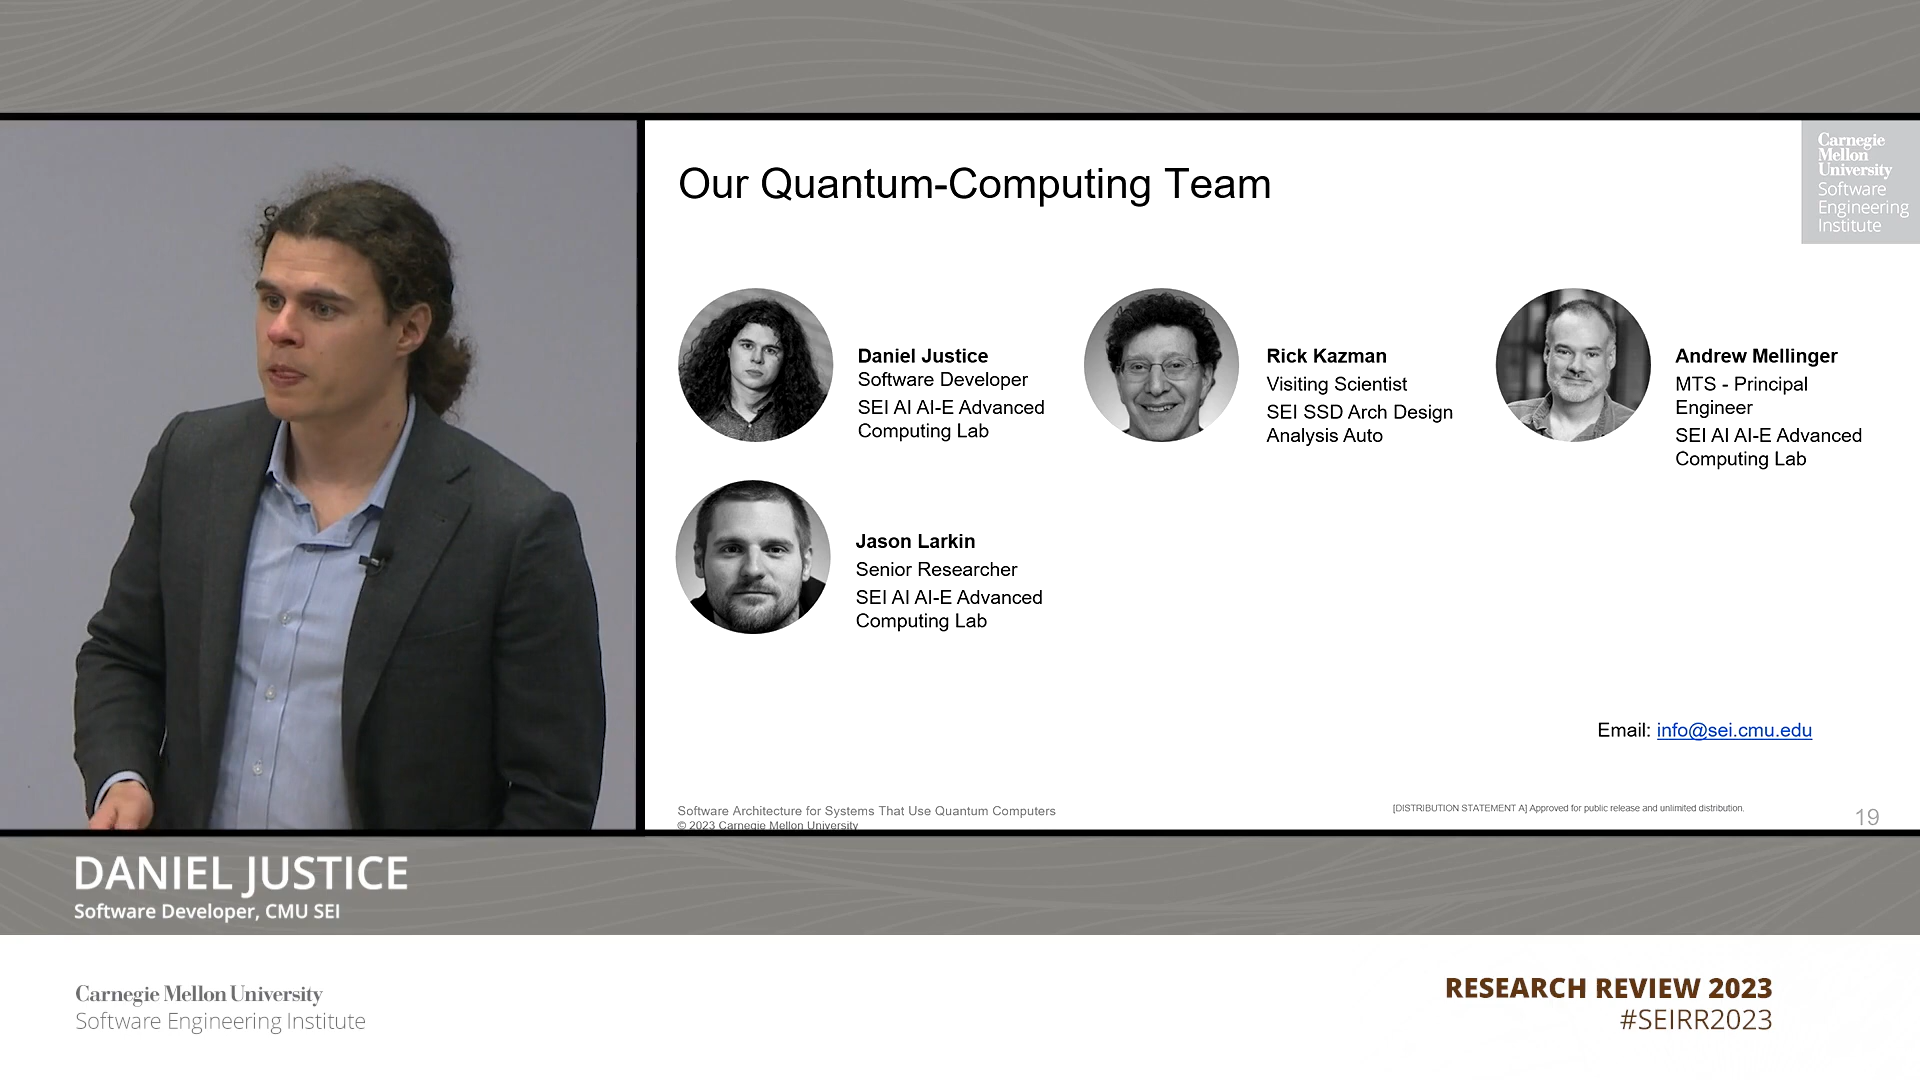 Our Quantum-Computing Team
Carnegie
Mellon
University
Software
Engineering
Institute
Daniel Justice
Software Developer
SEI AI AI-E Advanced
Computing Lab
Rick Kazman
Visiting Scientist
SEI SSD Arch Design
Analysis Auto
Andrew Mellinger
MTS - Principal
Engineer
SEI AI AI-E Advanced
Computing Lab
Jason Larkin
Senior Researcher
SEI AI AI-E Advanced
Computing Lab
Email: info@sei.cmu.edu
Software Architecture for Systems That Use Quantum Computers
© 2023 Carnegie Mellon University
[DISTRIBUTION STATEMENT A] Approved for public release and unlimited distribution.
19
DANIEL JUSTICE
Software Developer, CMU SEI
Carnegie Mellon University
Software Engineering Institute
RESEARCH REVIEW 2023
#SEIRR2023